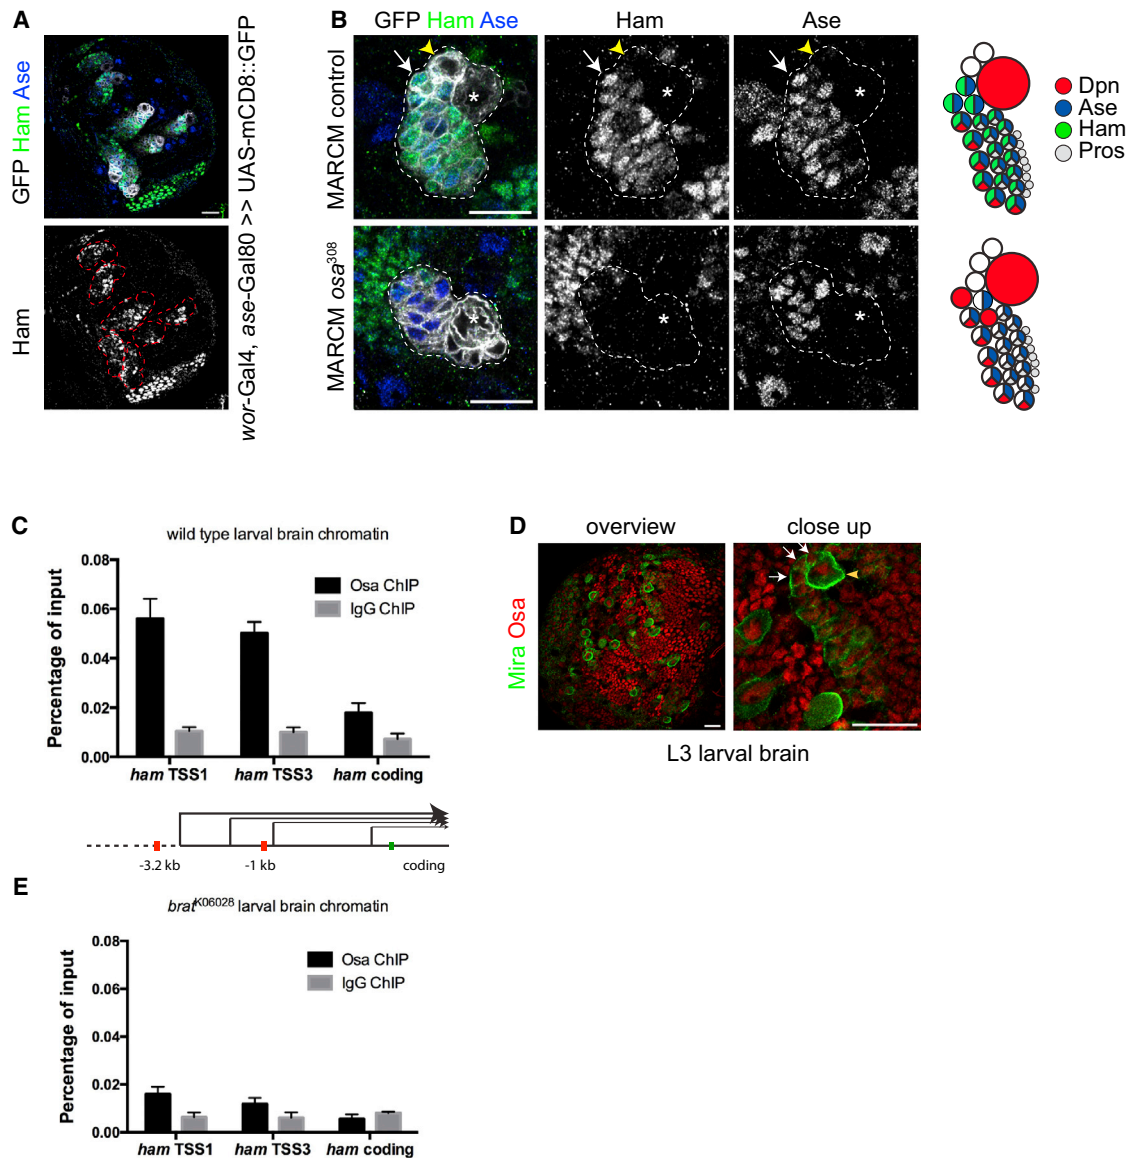 A
GFP Ham Ase
Ham
wor-Gal4, ase-Gal80 >> UAS-mCD8::GFP
B
GFP Ham Ase
Ham
Ase
MARCM control
MARCM osa308
*
*
*
*
*
*
Dpn
Ase
Ham
Pros
C
wild type larval brain chromatin
Percentage of input
0.08
0.06
0.04
0.02
0.00
Osa ChIP
IgG ChIP
ham TSS1
ham TSS3
ham coding
-3.2 kb
-1 kb
coding
D
overview
close up
Mira Osa
L3 larval brain
E
bratK06028 larval brain chromatin
Percentage of input
0.08
0.06
0.04
0.02
0.00
Osa ChIP
IgG ChIP
ham TSS1
ham TSS3
ham coding